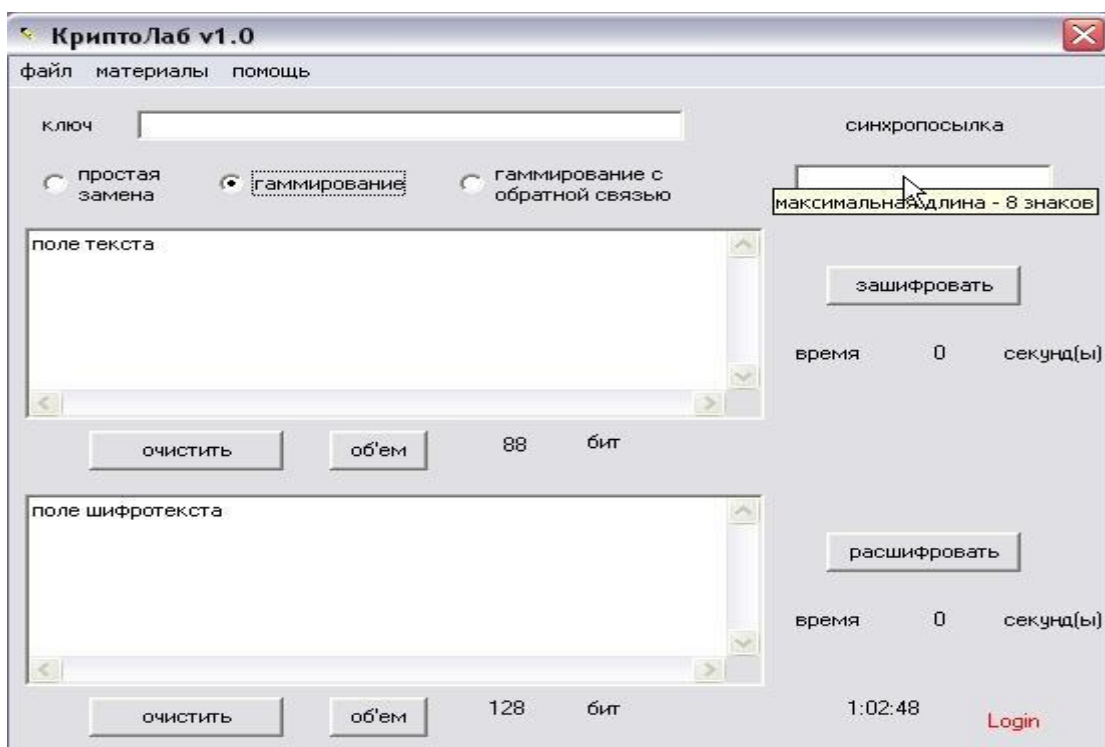 КриптоЛаб v1.0
файл материалы помощь
ключ
синхропосылка
простая замена
гаммирование
гаммирование с обратной связью
максимальная длина - 8 знаков
поле текста
зашифровать
время 0 секунд(ы)
очистить об'ем 88 бит
поле шифротекста
расшифровать
время 0 секунд(ы)
очистить об'ем 128 бит
1:02:48 Login